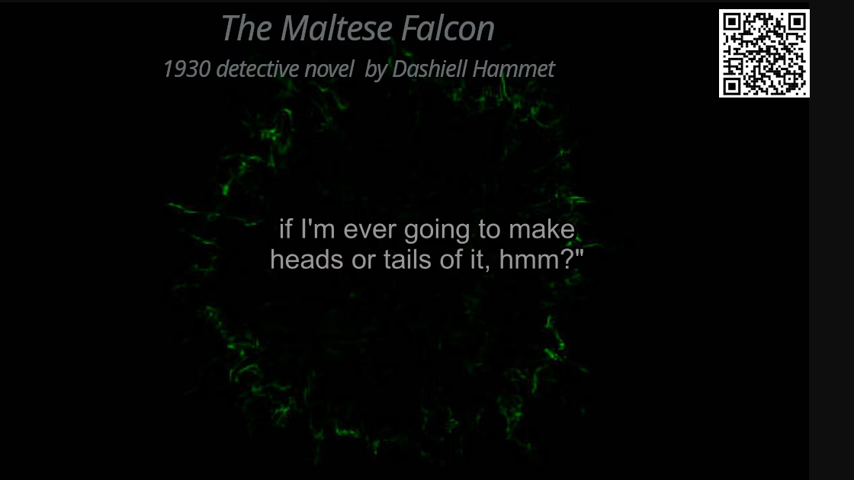 The Maltese Falcon
1930 detective novel by Dashiell Hammet
if I'm ever going to make
heads or tails of it, hmm?"